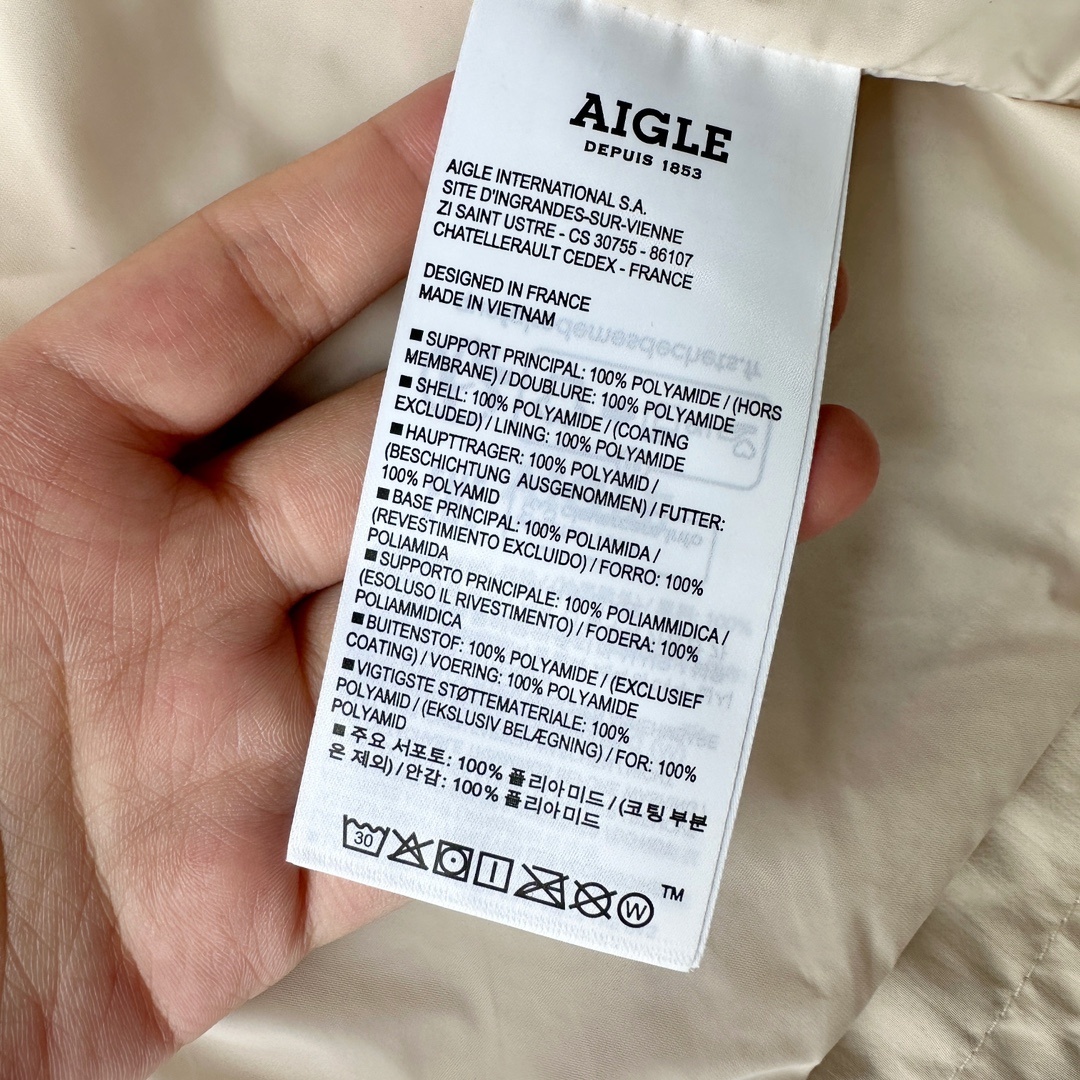 AIGLE
DEPUIS 1853
AIGLE INTERNATIONAL S.A.
SITE D'INGRANDES-SUR-VIENNE
ZI SAINT USTRE - CS 30755 - 86107
CHATELLERAULT CEDEX - FRANCE
DESIGNED IN FRANCE
MADE IN VIETNAM
■ SUPPORT PRINCIPAL: 100% POLYAMIDE / (HORS
MEMBRANE) / DOUBLURE: 100% POLYAMIDE
■ SHELL: 100% POLYAMIDE / (COATING
EXCLUDED) / LINING: 100% POLYAMIDE
■ HAUPTTRAGER: 100% POLYAMID /
(BESCHICHTUNG AUSGENOMMEN) / FUTTER:
100% POLYAMID
■ BASE PRINCIPAL: 100% POLIAMIDA /
(REVESTIMIENTO EXCLUIDO) / FORRO: 100%
POLIAMIDA
■ SUPPORTO PRINCIPALE: 100% POLIAMMIDICA /
(ESOLUSO IL RIVESTIMENTO) / FODERA: 100%
POLIAMMIDICA
■ BUITENSTOF: 100% POLYAMIDE / (EXCLUSIEF
COATING) / VOERING: 100% POLYAMIDE
■ VIGTIGSTE STØTTEMATERIALE: 100%
POLYAMID / (EKSLUSIV BELÆGNING) / FOR: 100%
POLYAMID
■ 주요 서포토: 100% 폴리아미드 / (코팅 부분
은 제외) / 안감: 100% 폴리아미드
30 W TM